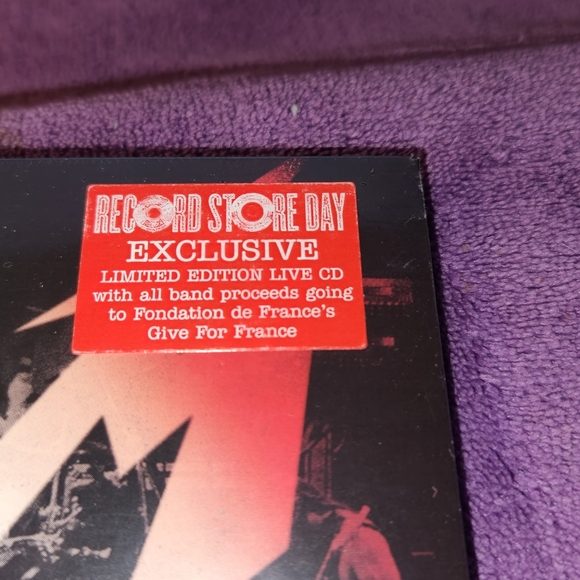 RECORD STORE DAY
EXCLUSIVE
LIMITED EDITION LIVE CD
with all band proceeds going
to Fondation de France's
Give For France